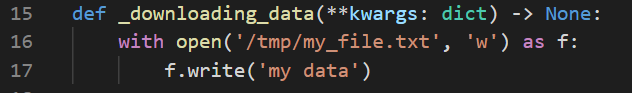 15 def _downloading_data(**kwargs: dict) -> None:
16 with open('/tmp/my_file.txt', 'w') as f:
17 f.write('my data')